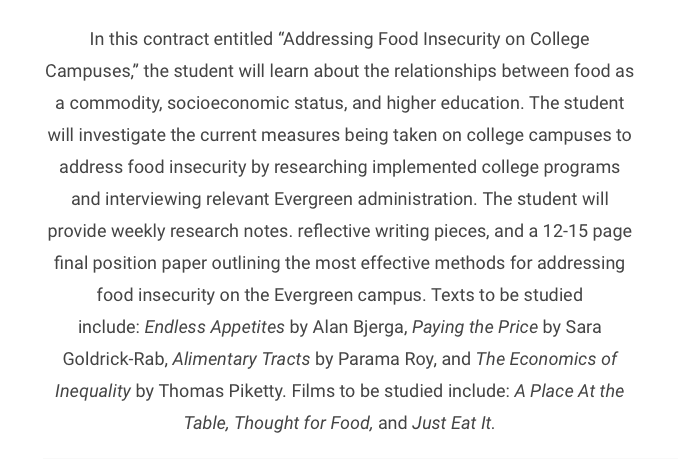 In this contract entitled “Addressing Food Insecurity on College
Campuses,” the student will learn about the relationships between food as
a commodity, socioeconomic status, and higher education. The student
will investigate the current measures being taken on college campuses to
address food insecurity by researching implemented college programs
and interviewing relevant Evergreen administration. The student will
provide weekly research notes. reflective writing pieces, and a 12-15 page
final position paper outlining the most effective methods for addressing
food insecurity on the Evergreen campus. Texts to be studied
include: Endless Appetites by Alan Bjerga, Paying the Price by Sara
Goldrick-Rab, Alimentary Tracts by Parama Roy, and The Economics of
Inequality by Thomas Piketty. Films to be studied include: A Place At the
Table, Thought for Food, and Just Eat It.